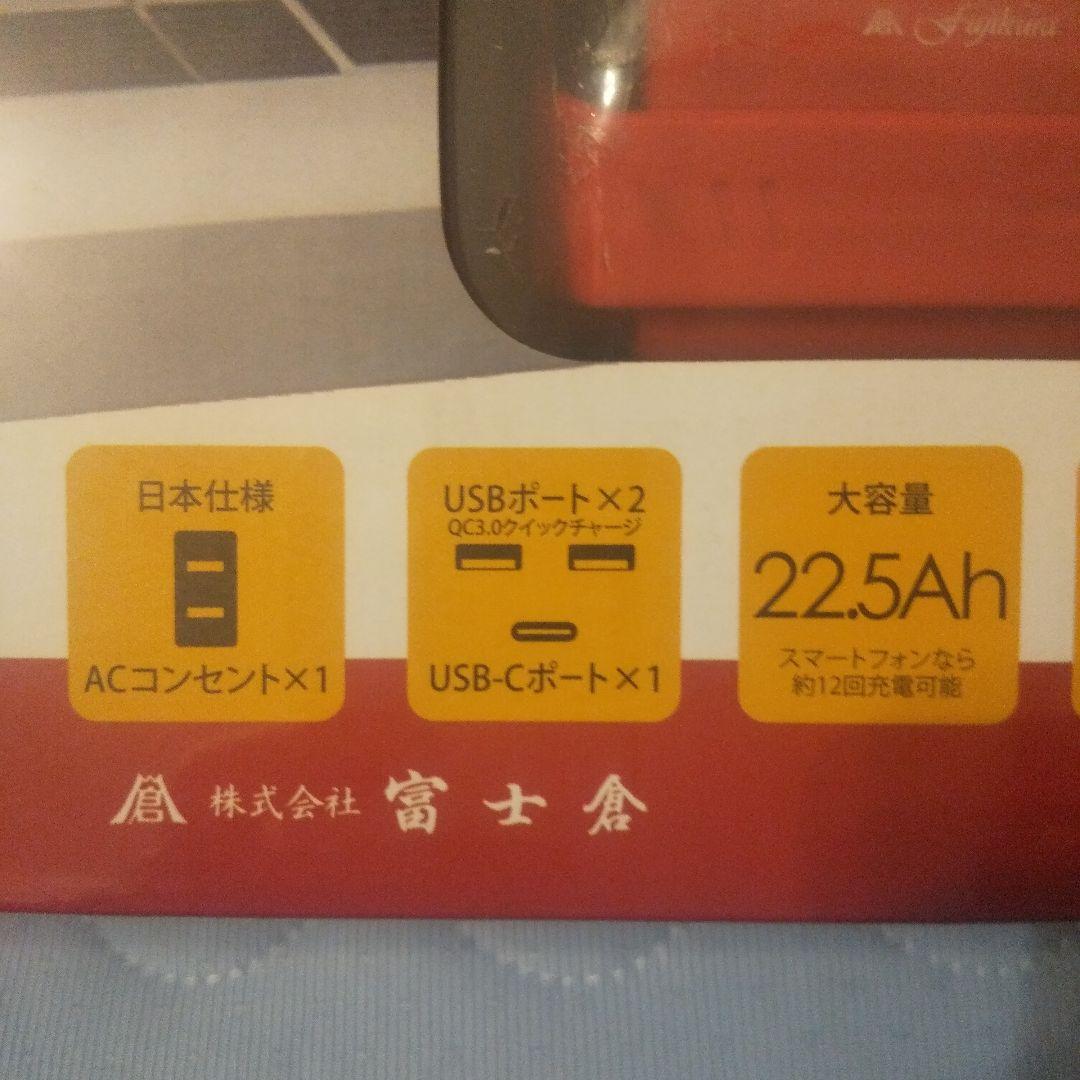 Fujikura
日本仕様
ACコンセント×1
USBポート×2
QC3.0クイックチャージ
USB-Cポート×1
大容量
22.5Ah
スマートフォンなら
約12回充電可能
倉 株式会社 富士倉